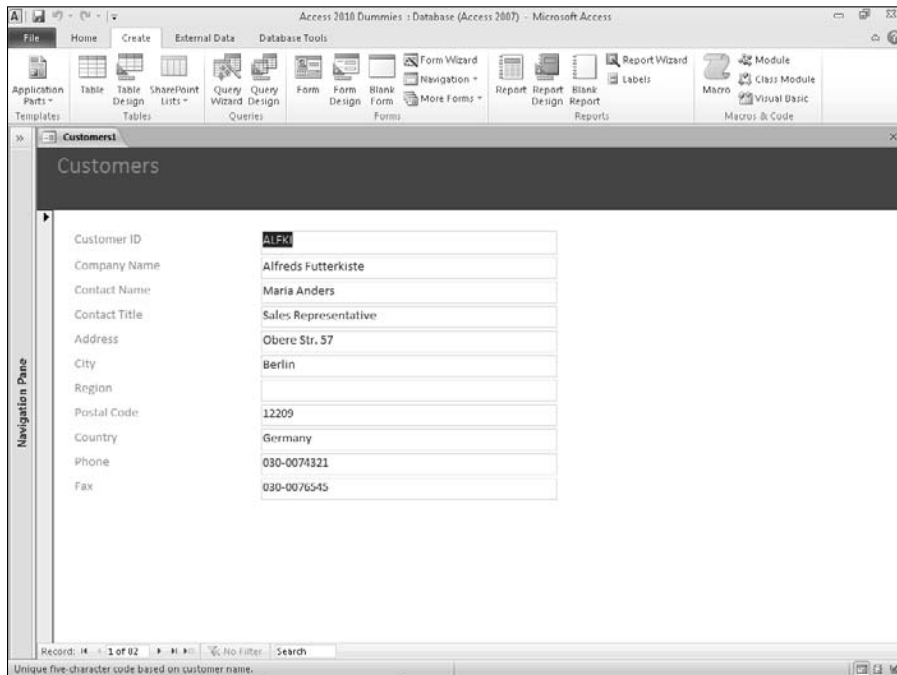 Access 2010 Dummies : Database (Access 2007) - Microsoft Access
File Home Create External Data Database Tools
Application Parts
Table
Table Design
SharePoint Lists
Query Wizard
Query Design
Form
Form Design
Blank Form
Form Wizard
Navigation
More Forms
Report
Report Design
Blank Report
Report Wizard
Labels
Macro
Module
Class Module
Visual Basic
Templates Tables Queries Forms Reports Macros & Code
Customers1
Customers
Navigation Pane
Customer ID ALFKI
Company Name Alfreds Futterkiste
Contact Name Maria Anders
Contact Title Sales Representative
Address Obere Str. 57
City Berlin
Region
Postal Code 12209
Country Germany
Phone 030-0074321
Fax 030-0076545
Record: 1 of 82 No Filter Search
Unique five-character code based on customer name.